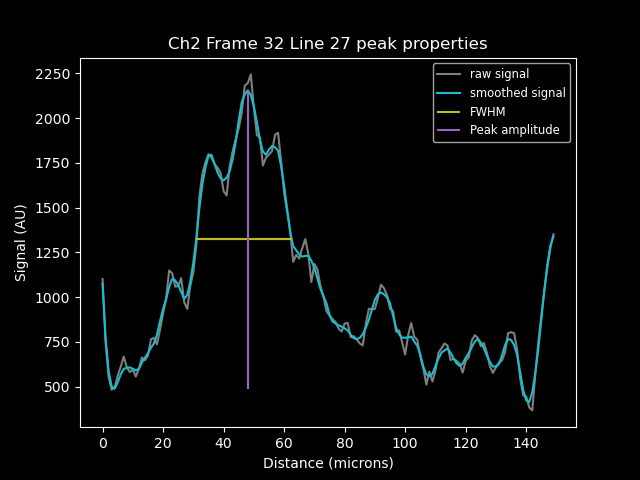 Ch2 Frame 32 Line 27 peak properties
raw signal
smoothed signal
FWHM
Peak amplitude
Signal (AU)
2250
2000
1750
1500
1250
1000
750
500
0 20 40 60 80 100 120 140
Distance (microns)